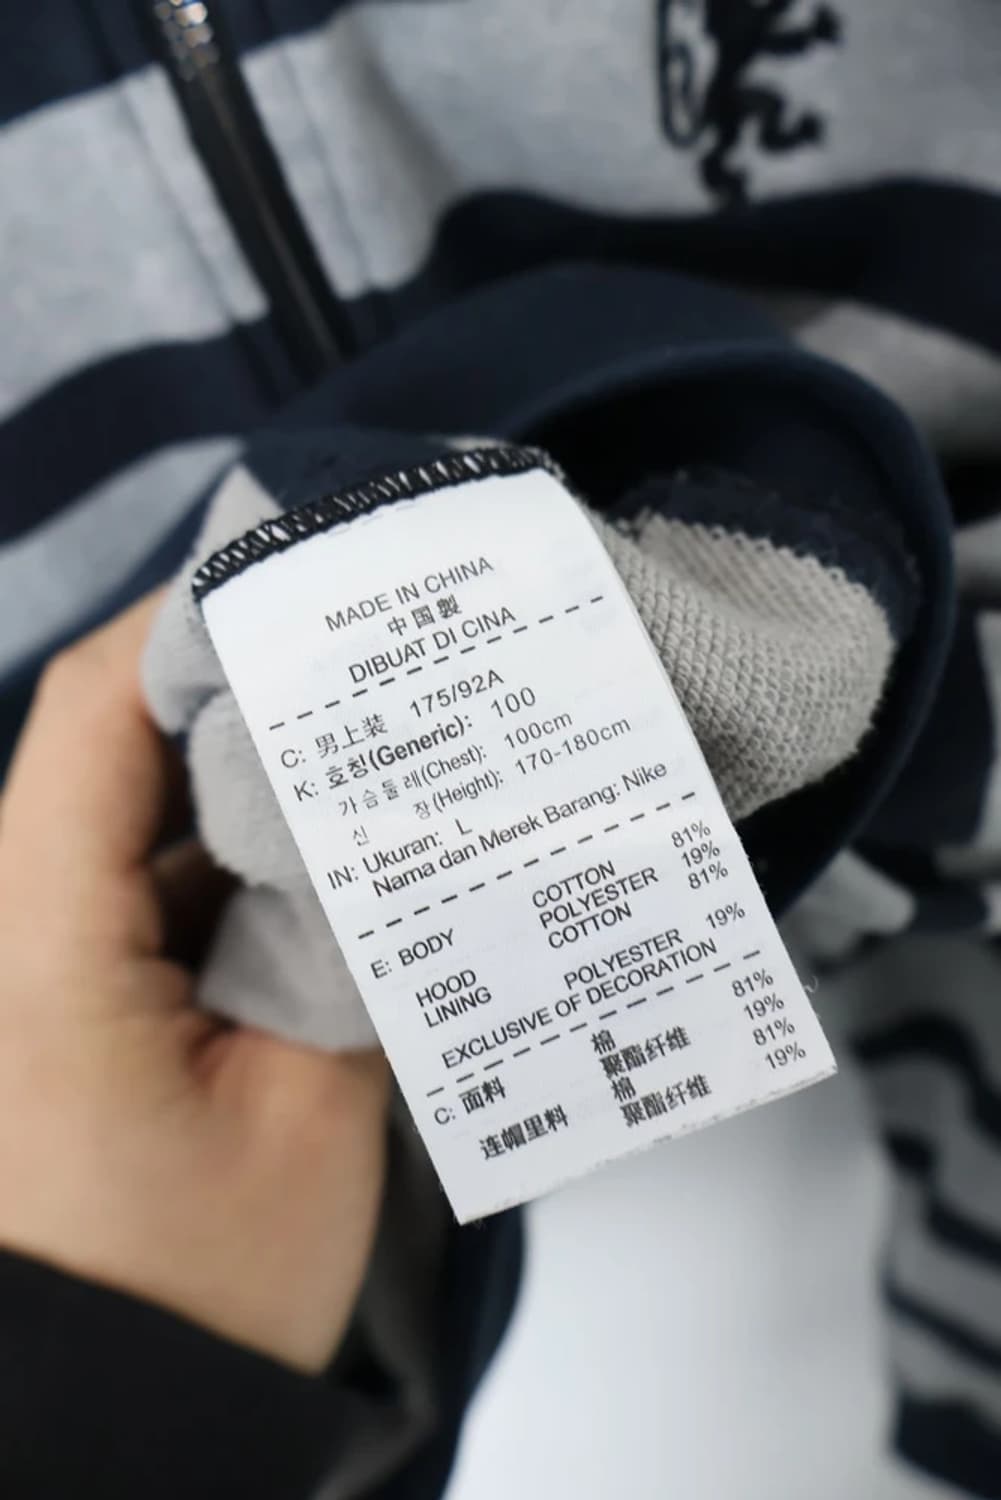 MADE IN CHINA
中国製
DIBUAT DI CINA
C: 男上装 175/92A
K: 호칭(Generic): 100
가슴둘레(Chest): 100cm
신 장(Height): 170-180cm
IN: Ukuran: L
Nama dan Merek Barang: Nike
E: BODY COTTON 81%
POLYESTER 19%
HOOD LINING COTTON 81%
POLYESTER 19%
EXCLUSIVE OF DECORATION
C: 面料 棉 81%
聚酯纤维 19%
连帽里料 棉 81%
聚酯纤维 19%